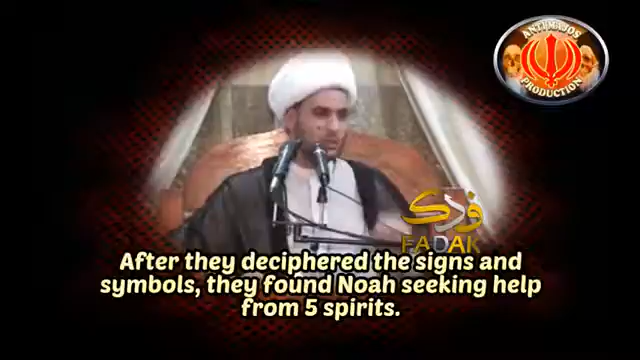 ANTI MAJOS
PRODUCTION
فدك
FADAK
After they deciphered the signs and
symbols, they found Noah seeking help
from 5 spirits.